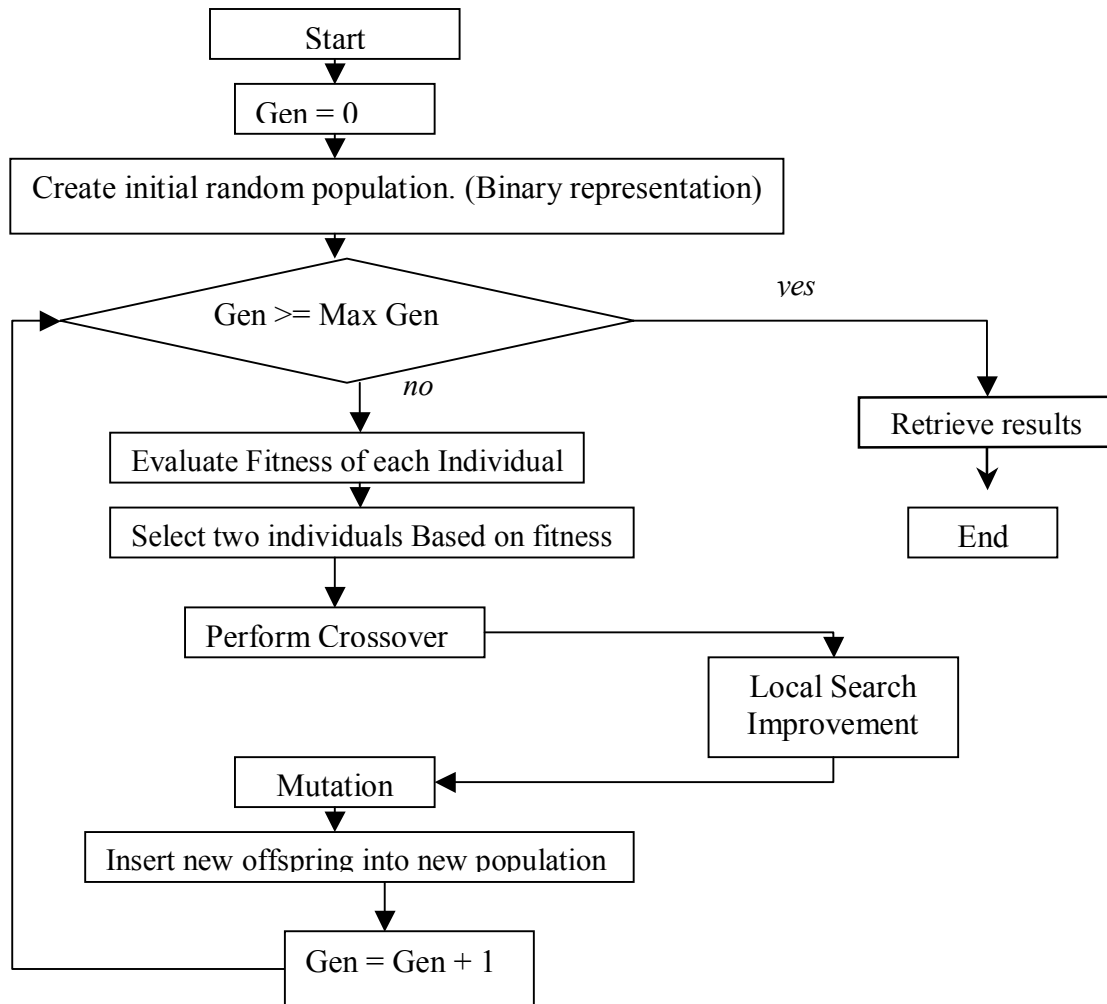 Start
Gen = 0
Create initial random population. (Binary representation)
Gen >= Max Gen
yes
no
Retrieve results
Evaluate Fitness of each Individual
Select two individuals Based on fitness
End
Perform Crossover
Local Search
Improvement
Mutation
Insert new offspring into new population
Gen = Gen + 1